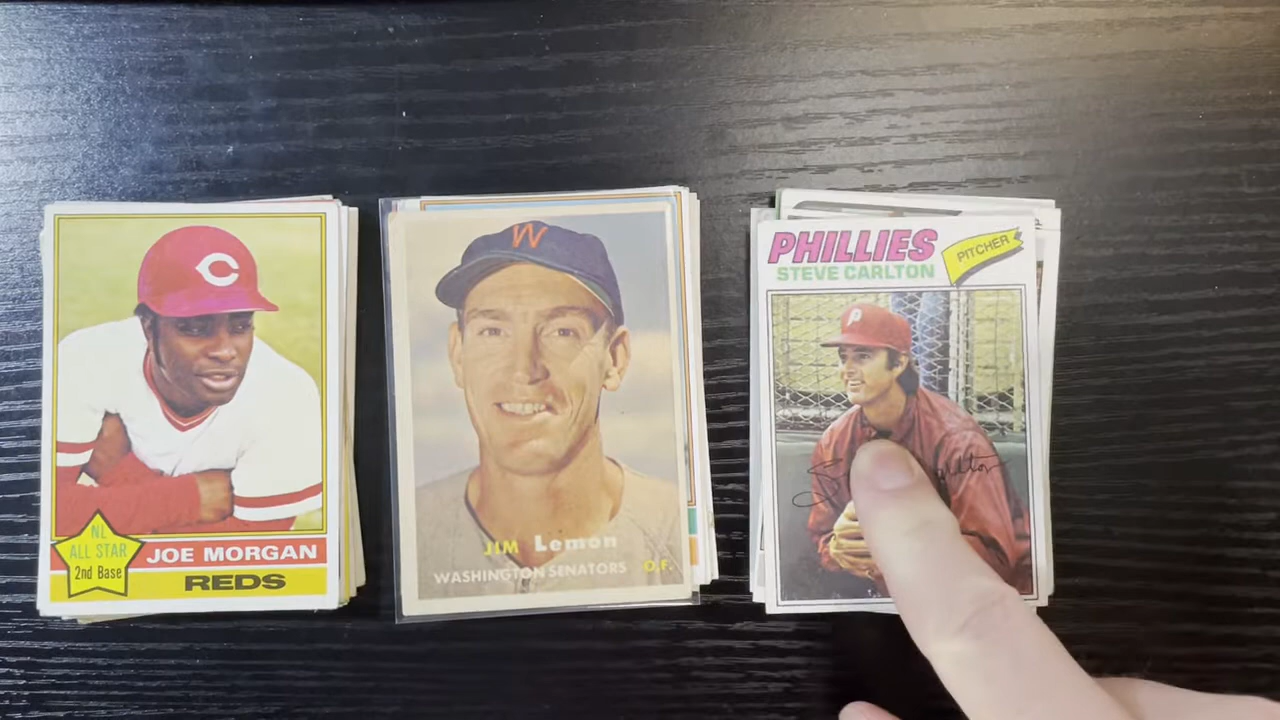 C
NL
ALL STAR
2nd Base
JOE MORGAN
REDS
W
JIM Lemon
WASHINGTON SENATORS O.F.
PHILLIES
PITCHER
STEVE CARLTON
P